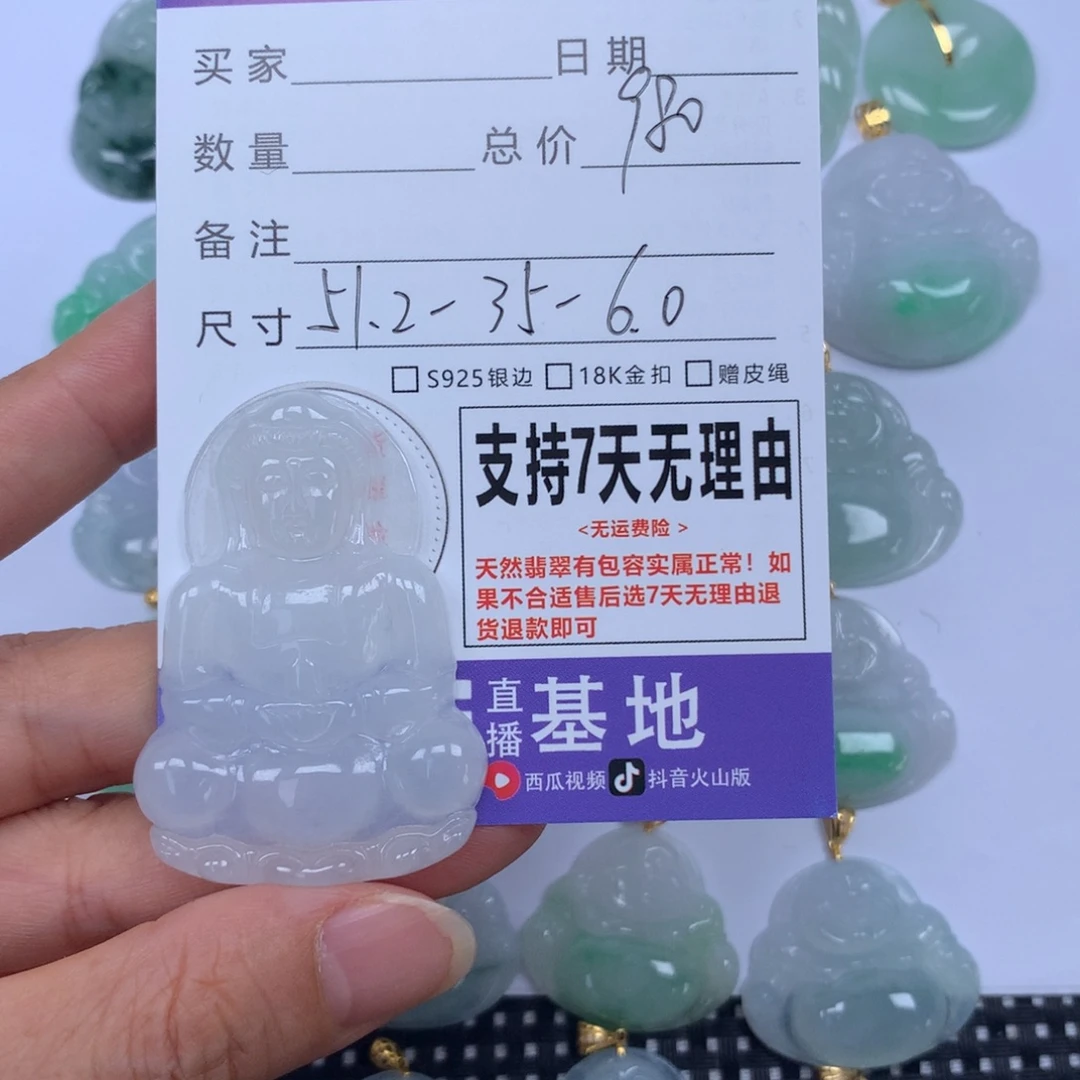 买家 日期
数量 总价 980
备注
尺寸 51.2-35-6.0
□S925银边 □18K金扣 □赠皮绳
支持7天无理由
<无运费险>
天然翡翠有包容实属正常！如
果不合适售后选7天无理由退
货退款即可
直播基地
西瓜视频 抖音火山版